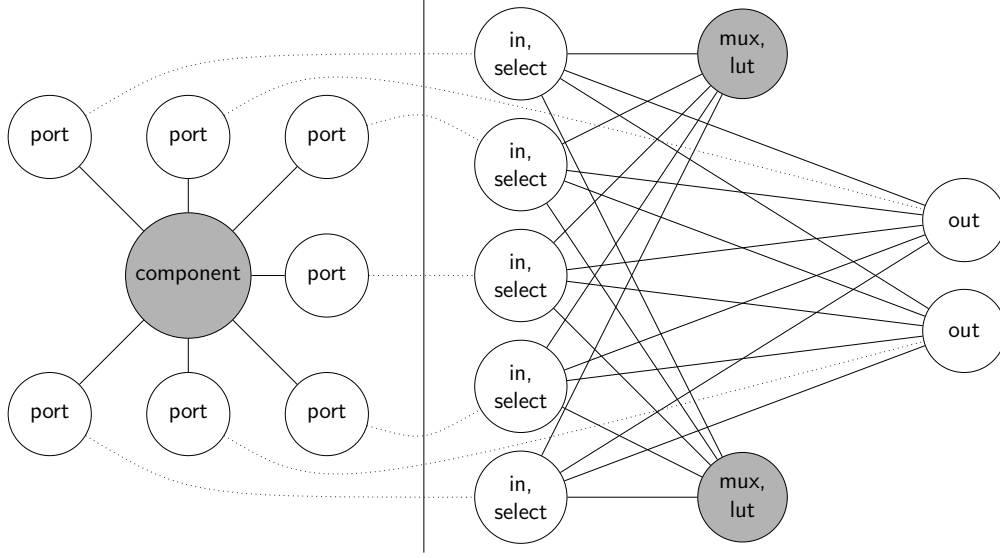 port
port
port
component
port
port
port
port
in,
select
in,
select
in,
select
in,
select
in,
select
mux,
lut
mux,
lut
out
out